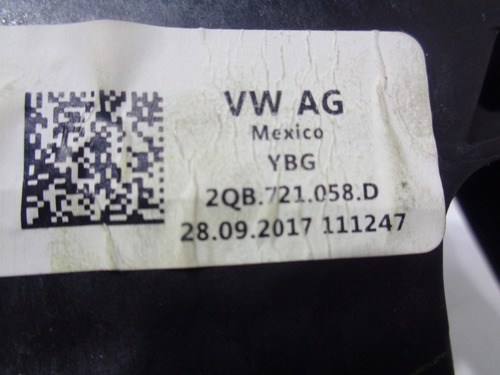 VW AG
Mexico
YBG
2QB.721.058.D
28.09.2017 111247